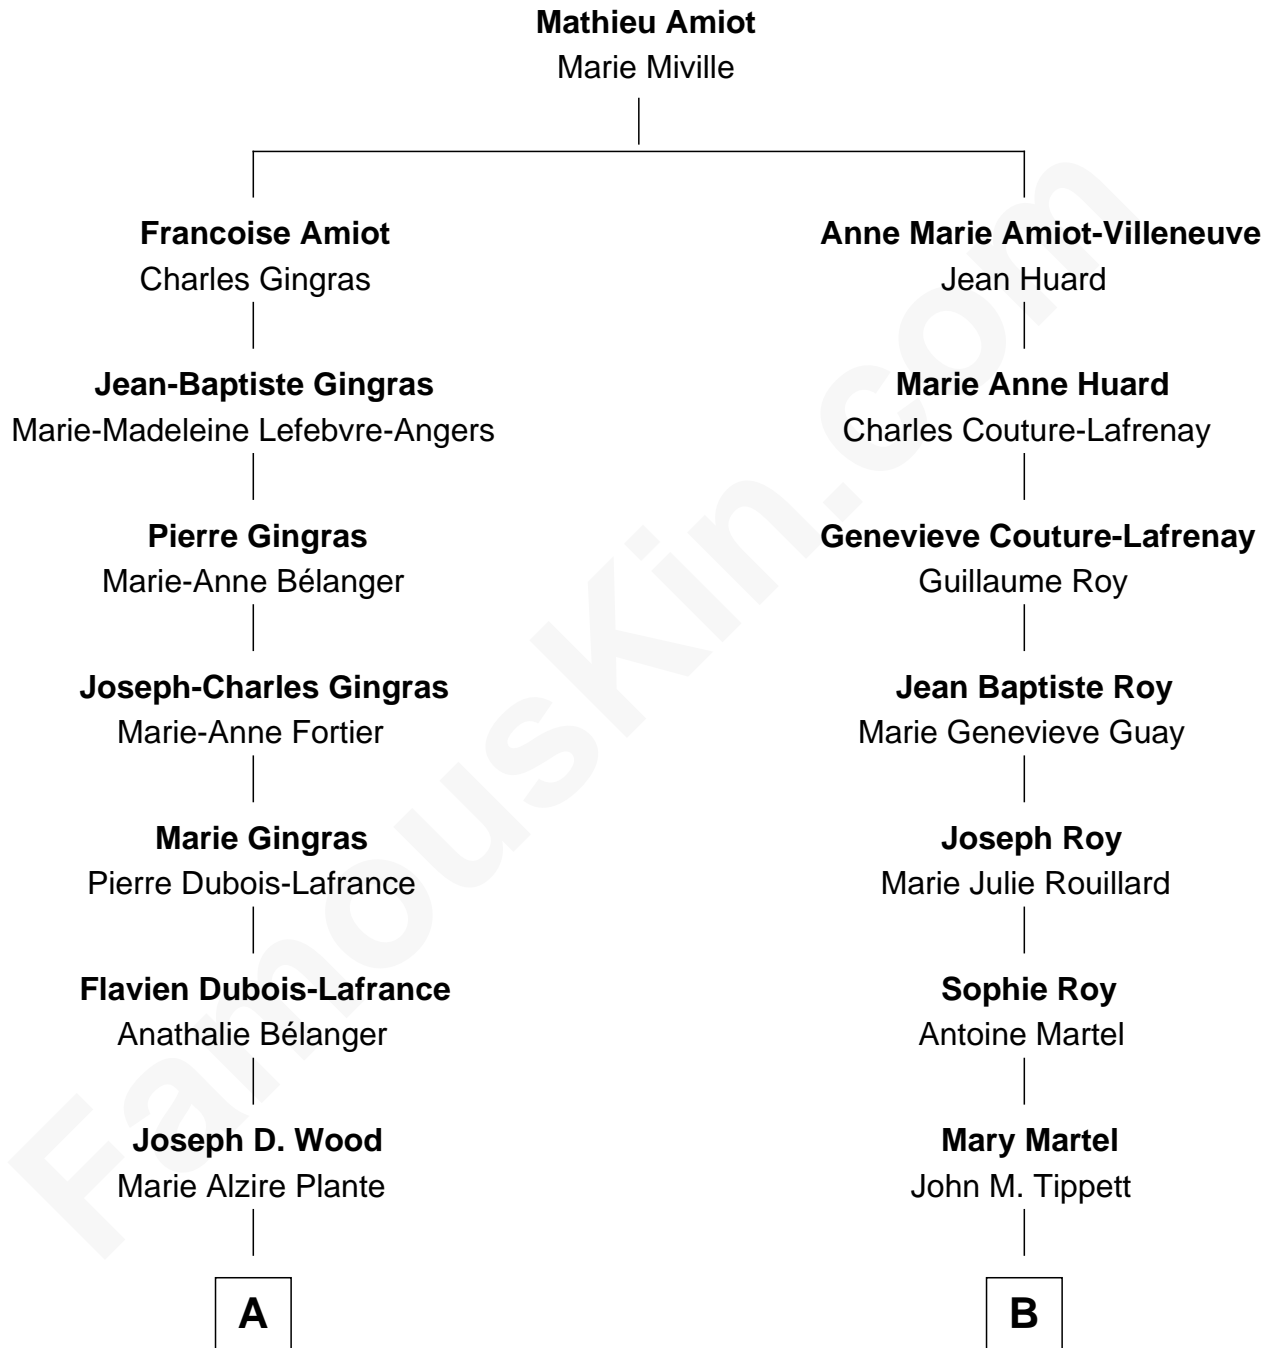 Mathieu Amiot
Marie Miville
Francoise Amiot
Charles Gingras
Jean-Baptiste Gingras
Marie-Madeleine Lefebvre-Angers
Pierre Gingras
Marie-Anne Bélanger
Joseph-Charles Gingras
Marie-Anne Fortier
Marie Gingras
Pierre Dubois-Lafrance
Flavien Dubois-Lafrance
Anathalie Bélanger
Joseph D. Wood
Marie Alzire Plante
A
Anne Marie Amiot-Villeneuve
Jean Huard
Marie Anne Huard
Charles Couture-Lafrenay
Genevieve Couture-Lafrenay
Guillaume Roy
Jean Baptiste Roy
Marie Genevieve Guay
Joseph Roy
Marie Julie Rouillard
Sophie Roy
Antoine Martel
Mary Martel
John M. Tippett
B
FamousKin.com